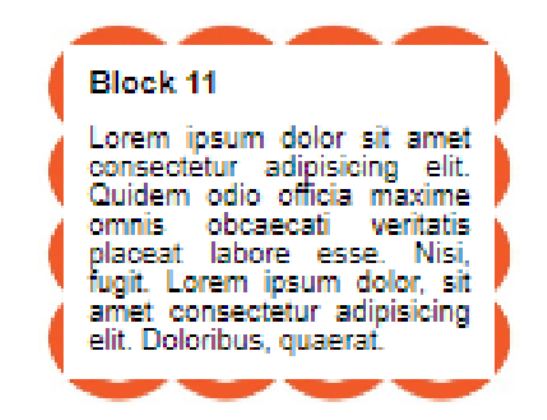 Block 11
Lorem ipsum dolor sit amet
consectetur adipisicing elit.
Quidem odio officia maxime
omnis obcaecati veritatis
placeat labore esse. Nisi,
fugit. Lorem ipsum dolor, sit
amet consectetur adipisicing
elit. Doloribus, quaerat.